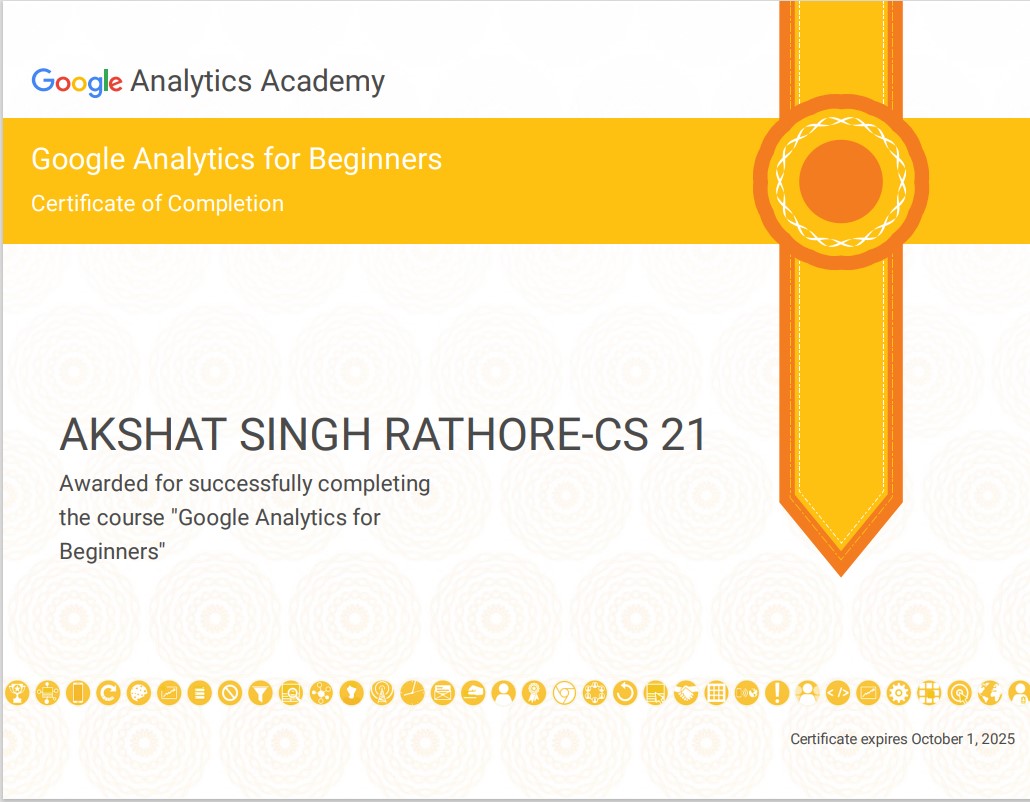 Google Analytics Academy
Google Analytics for Beginners
Certificate of Completion
AKSHAT SINGH RATHORE-CS 21
Awarded for successfully completing
the course "Google Analytics for
Beginners"
Certificate expires October 1, 2025